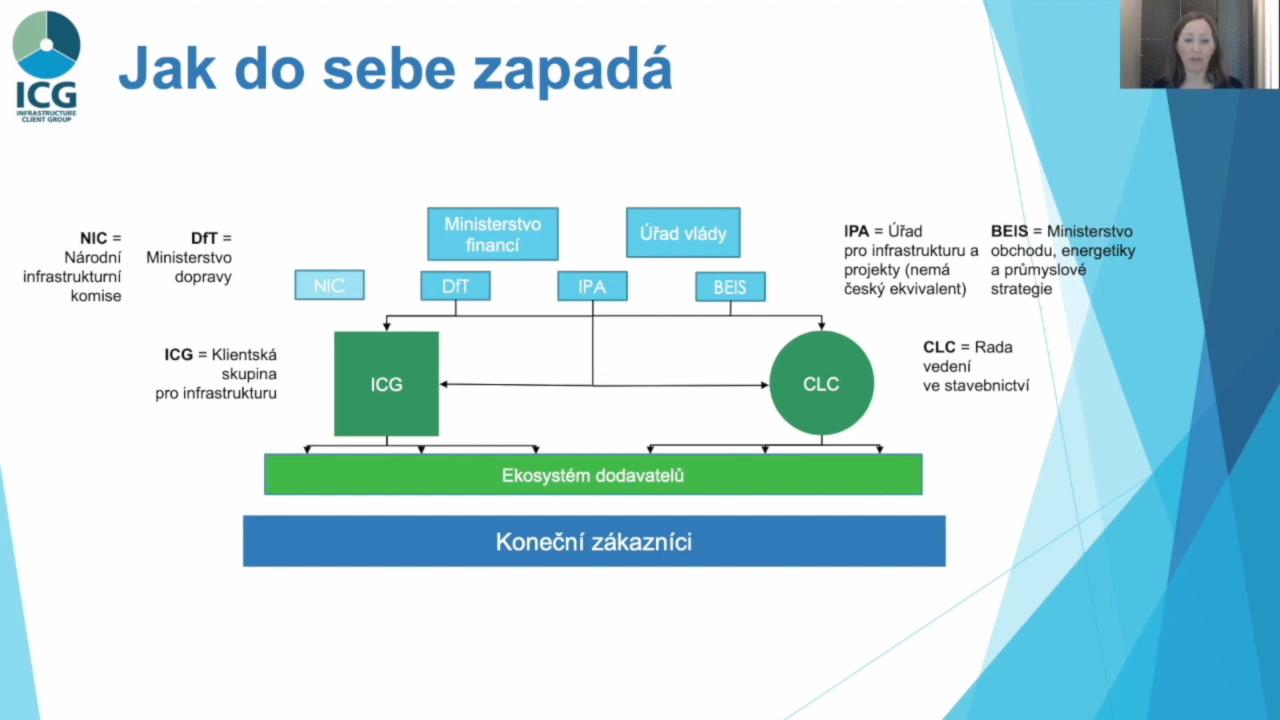 ICG
INFRASTRUCTURE
CLIENT GROUP
Jak do sebe zapadá
NIC =
Národní
infrastrukturní
komise
DfT =
Ministerstvo
dopravy
Ministerstvo
financí
Úřad vlády
NIC
DfT
IPA
BEIS
IPA = Úřad
pro infrastrukturu a
projekty (nemá
český ekvivalent)
BEIS = Ministerstvo
obchodu, energetiky
a průmyslové
strategie
ICG = Klientská
skupina
pro infrastrukturu
ICG
CLC
CLC = Rada
vedení
ve stavebnictví
Ekosystém dodavatelů
Koneční zákazníci